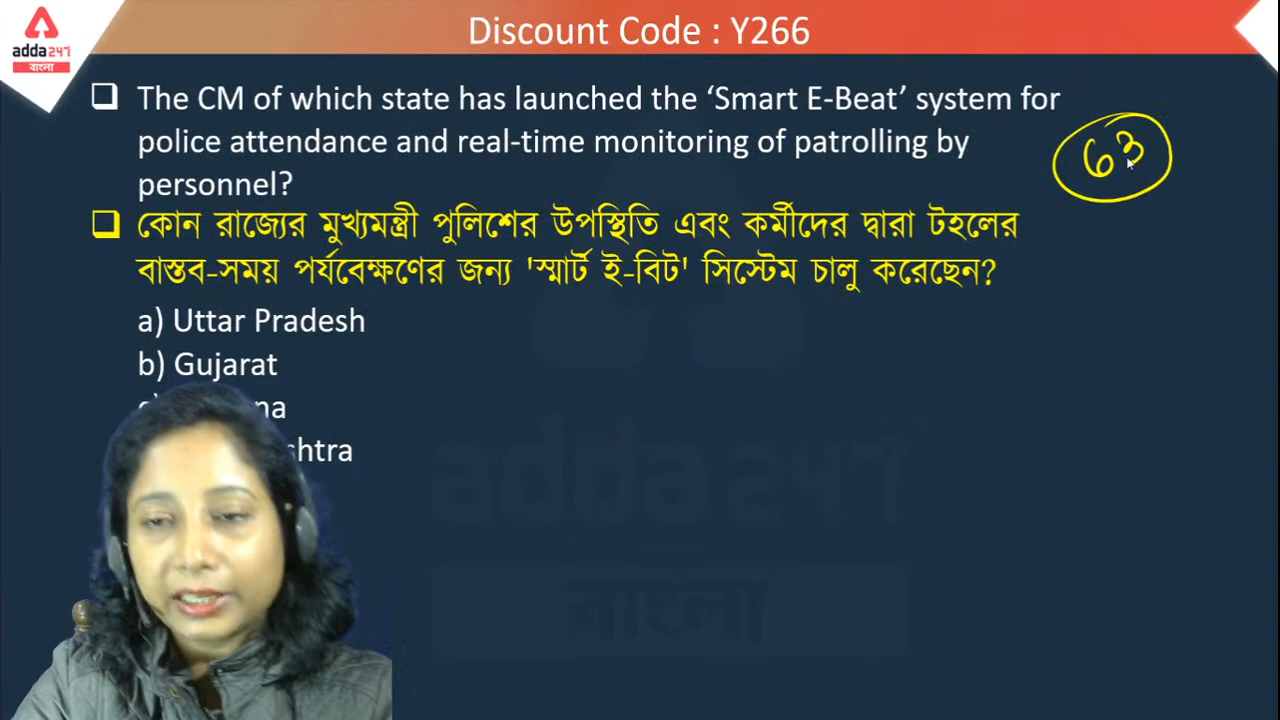 Discount Code : Y266
adda247
বাংলা
The CM of which state has launched the ‘Smart E-Beat’ system for
police attendance and real-time monitoring of patrolling by
personnel?
63
কোন রাজ্যের মুখ্যমন্ত্রী পুলিশের উপস্থিতি এবং কর্মীদের দ্বারা টহলের
বাস্তব-সময় পর্যবেক্ষণের জন্য 'স্মার্ট ই-বিট' সিস্টেম চালু করেছেন?
a) Uttar Pradesh
b) Gujarat
adda247
বাংলা